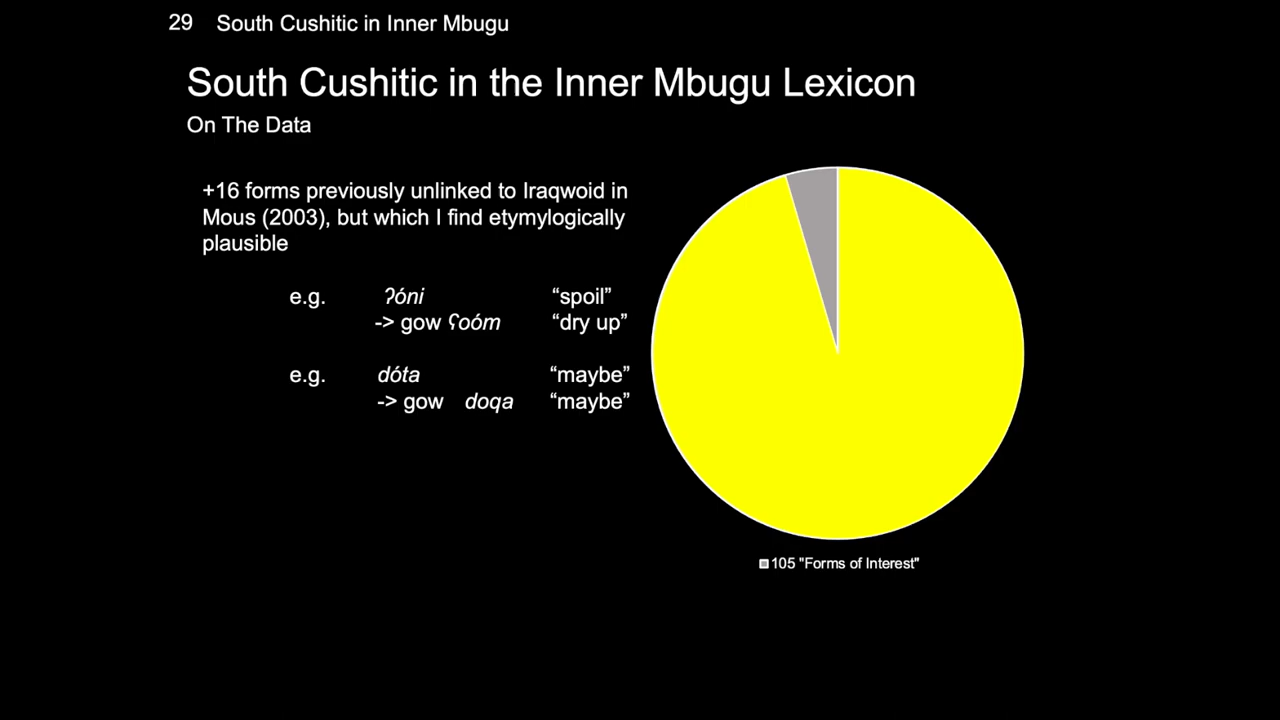 29 South Cushitic in Inner Mbugu
South Cushitic in the Inner Mbugu Lexicon
On The Data
+16 forms previously unlinked to Iraqwoid in
Mous (2003), but which I find etymylogically
plausible
e.g. ʔóni “spoil”
-> gow ʕoóm “dry up”
e.g. dóta “maybe”
-> gow doqa “maybe”
105 "Forms of Interest"